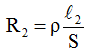 R₂ = ρ ℓ₂/S